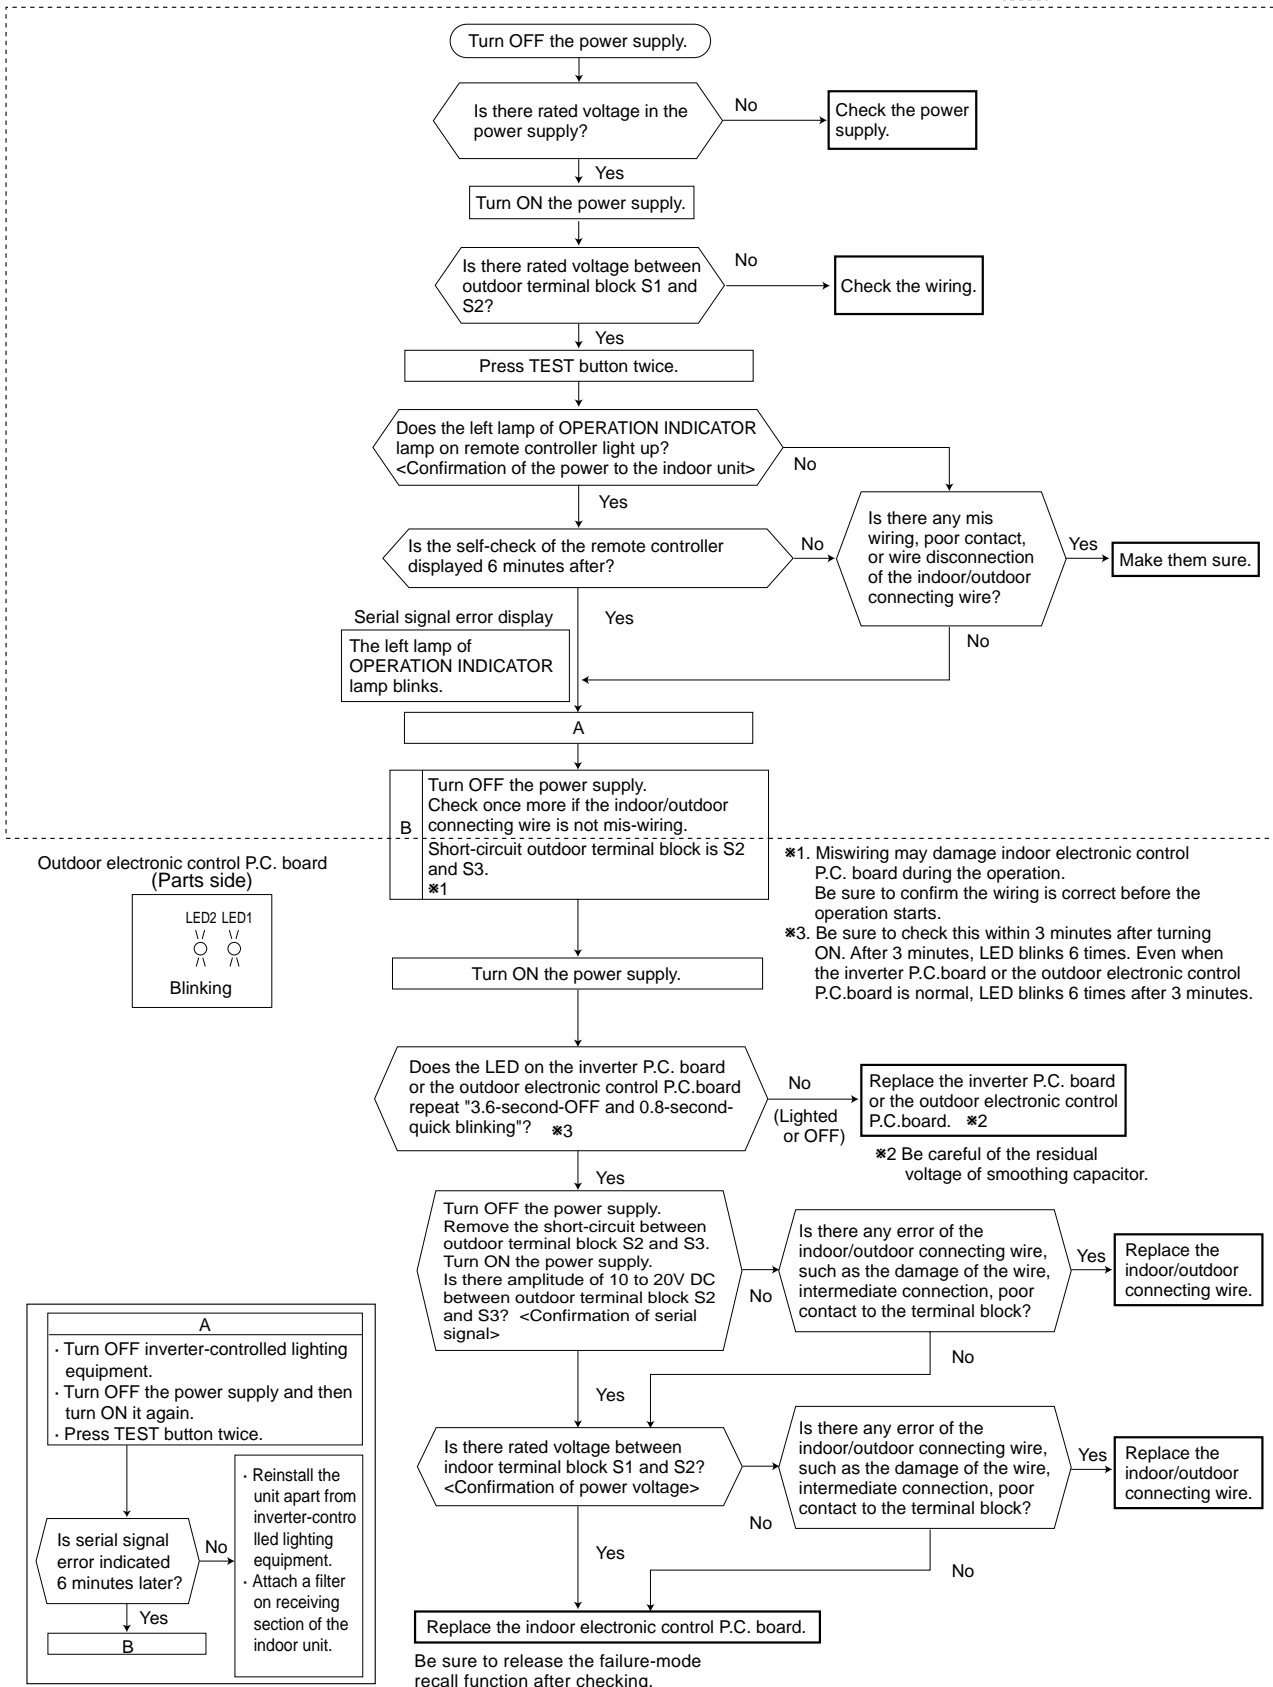 Turn OFF the power supply.
Is there rated voltage in the
power supply?
No
Check the power
supply.
Yes
Turn ON the power supply.
Is there rated voltage between
outdoor terminal block S1 and
S2?
No
Check the wiring.
Yes
Press TEST button twice.
Does the left lamp of OPERATION INDICATOR
lamp on remote controller light up?
<Confirmation of the power to the indoor unit>
No
Yes
Is the self-check of the remote controller
displayed 6 minutes after?
No
Is there any mis
wiring, poor contact,
or wire disconnection
of the indoor/outdoor
connecting wire?
Yes
Make them sure.
No
Serial signal error display
Yes
The left lamp of
OPERATION INDICATOR
lamp blinks.
A
B
Turn OFF the power supply.
Check once more if the indoor/outdoor
connecting wire is not mis-wiring.
Short-circuit outdoor terminal block is S2
and S3.
※1
Outdoor electronic control P.C. board
(Parts side)
LED2 LED1
Blinking
※1. Miswiring may damage indoor electronic control
P.C. board during the operation.
Be sure to confirm the wiring is correct before the
operation starts.
※3. Be sure to check this within 3 minutes after turning
ON. After 3 minutes, LED blinks 6 times. Even when
the inverter P.C.board or the outdoor electronic control
P.C.board is normal, LED blinks 6 times after 3 minutes.
Turn ON the power supply.
Does the LED on the inverter P.C. board
or the outdoor electronic control P.C.board
repeat "3.6-second-OFF and 0.8-second-
quick blinking"? ※3
No
(Lighted
or OFF)
Replace the inverter P.C. board
or the outdoor electronic control
P.C.board. ※2
※2 Be careful of the residual
voltage of smoothing capacitor.
Yes
Turn OFF the power supply.
Remove the short-circuit between
outdoor terminal block S2 and S3.
Turn ON the power supply.
Is there amplitude of 10 to 20V DC
between outdoor terminal block S2
and S3? <Confirmation of serial
signal>
No
Is there any error of the
indoor/outdoor connecting wire,
such as the damage of the wire,
intermediate connection, poor
contact to the terminal block?
Yes
Replace the
indoor/outdoor
connecting wire.
No
Yes
Is there rated voltage between
indoor terminal block S1 and S2?
<Confirmation of power voltage>
No
Is there any error of the
indoor/outdoor connecting wire,
such as the damage of the wire,
intermediate connection, poor
contact to the terminal block?
Yes
Replace the
indoor/outdoor
connecting wire.
No
Yes
Replace the indoor electronic control P.C. board.
Be sure to release the failure-mode
recall function after checking.
A
· Turn OFF inverter-controlled lighting
equipment.
· Turn OFF the power supply and then
turn ON it again.
· Press TEST button twice.
Is serial signal
error indicated
6 minutes later?
No
· Reinstall the
unit apart from
inverter-contro
lled lighting
equipment.
· Attach a filter
on receiving
section of the
indoor unit.
Yes
B